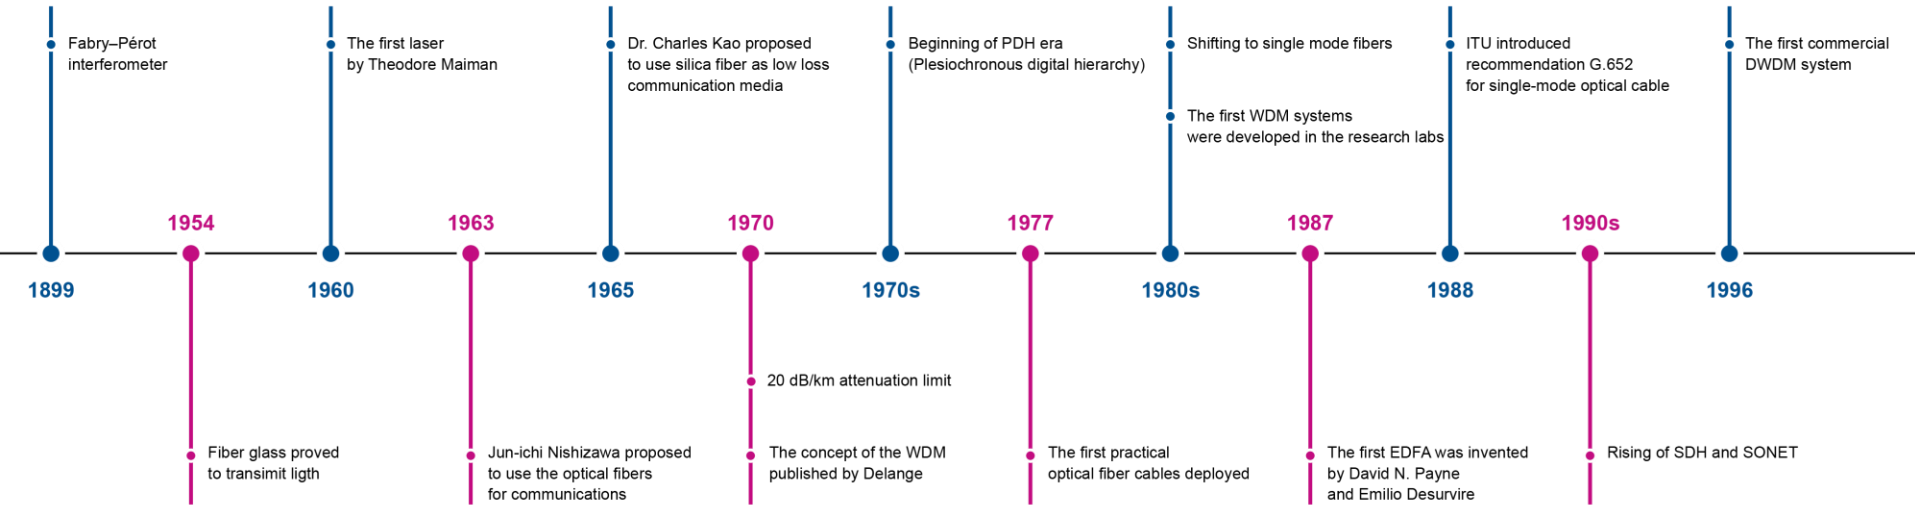 Fabry–Pérot
interferometer
The first laser
by Theodore Maiman
Dr. Charles Kao proposed
to use silica fiber as low loss
communication media
Beginning of PDH era
(Plesiochronous digital hierarchy)
Shifting to single mode fibers
The first WDM systems
were developed in the research labs
ITU introduced
recommendation G.652
for single-mode optical cable
The first commercial
DWDM system
1954
1963
1970
1977
1987
1990s
1899
1960
1965
1970s
1980s
1988
1996
Fiber glass proved
to transimit ligth
Jun-ichi Nishizawa proposed
to use the optical fibers
for communications
20 dB/km attenuation limit
The concept of the WDM
published by Delange
The first practical
optical fiber cables deployed
The first EDFA was invented
by David N. Payne
and Emilio Desurvire
Rising of SDH and SONET